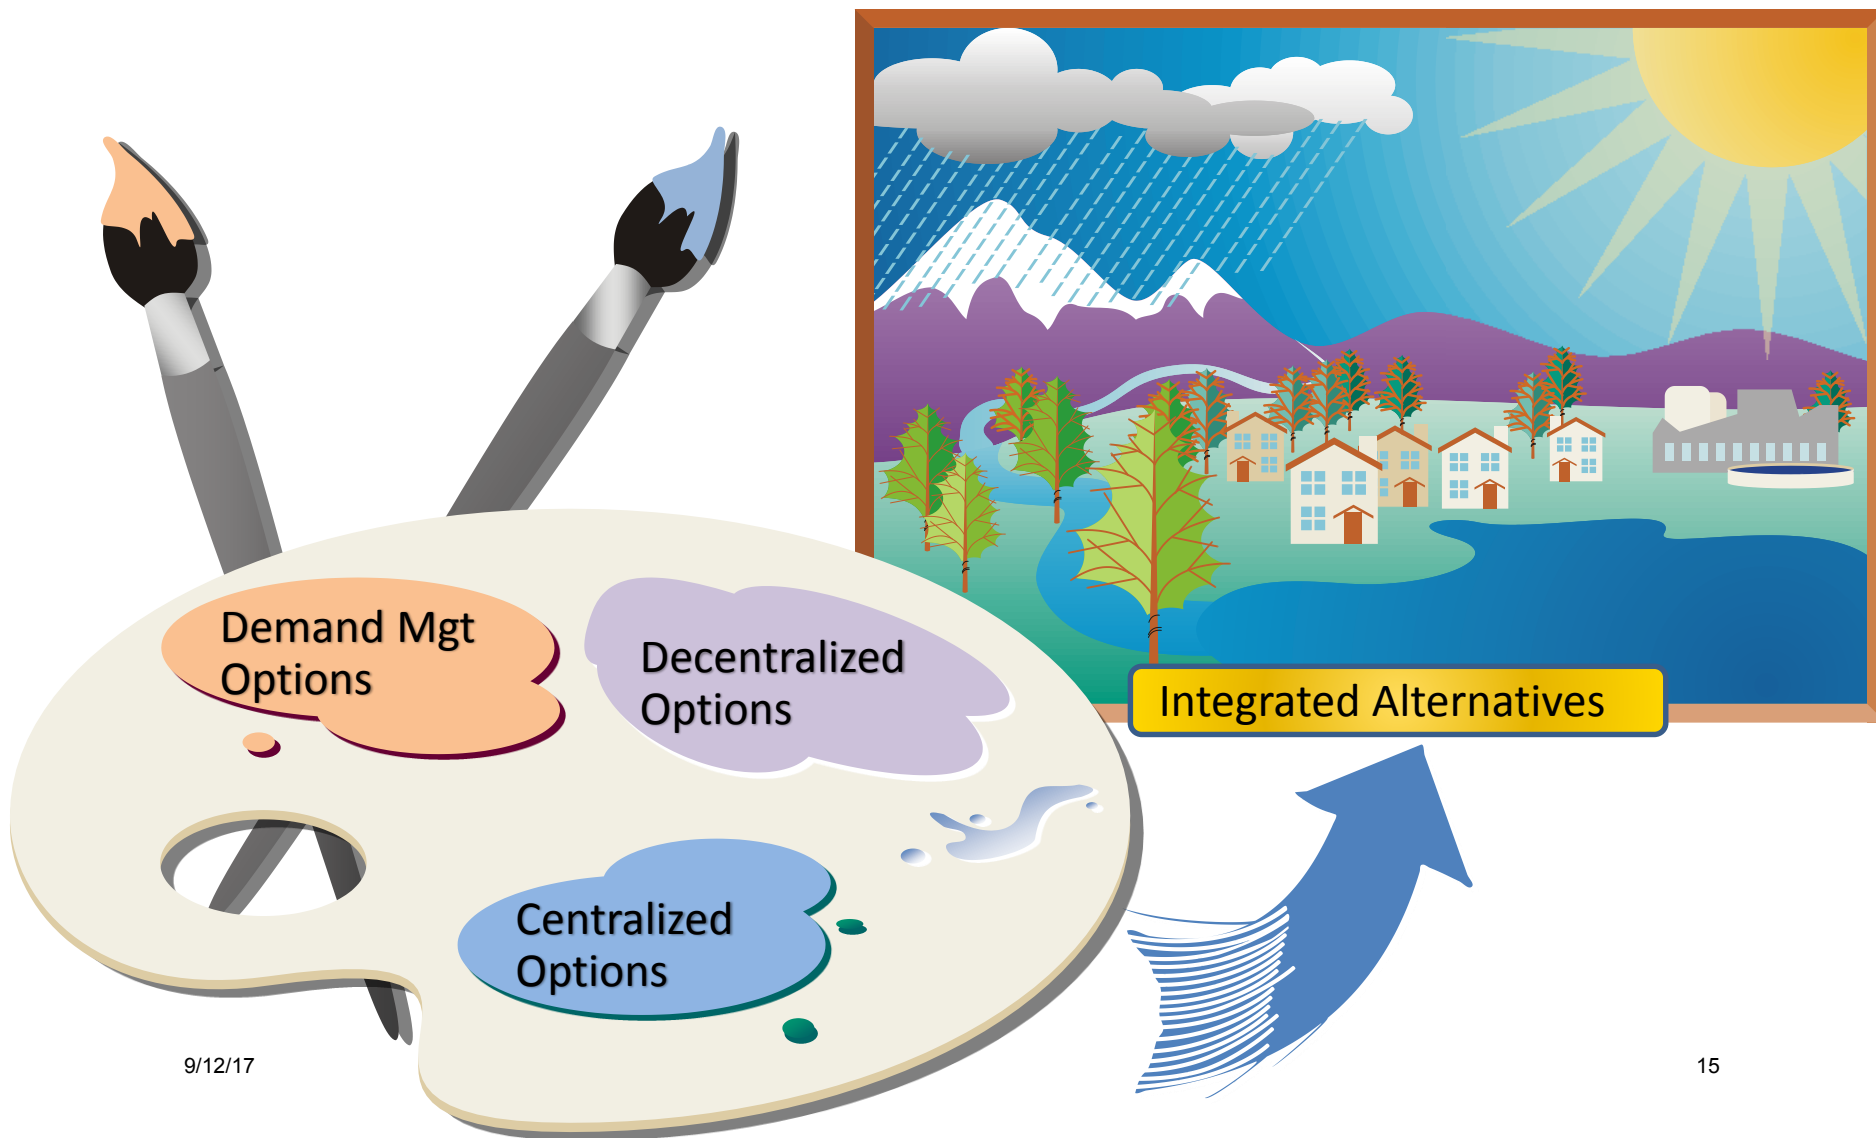 Demand Mgt
Options
Decentralized
Options
Integrated Alternatives
Centralized
Options
9/12/17
15